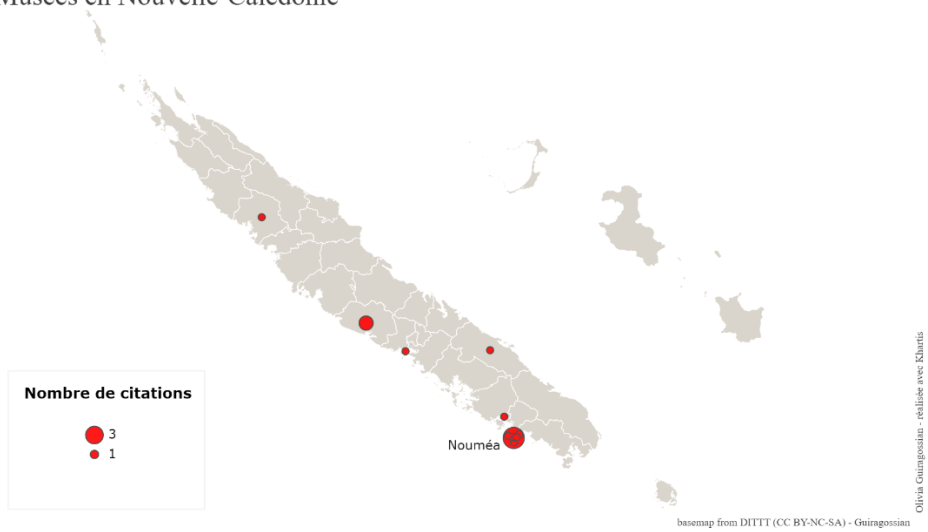 Musées en Nouvelle-Calédonie
Nouméa
Nombre de citations
3
1
Olivia Guiragossian - réalisée avec Khartis
basemap from DITTT (CC BY-NC-SA) - Guiragossian